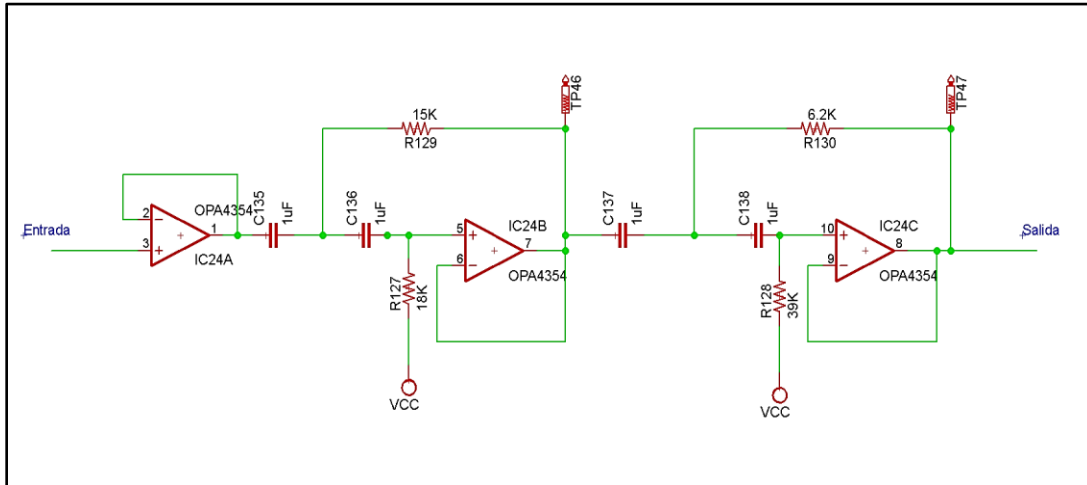 TP46
TP47
15K
R129
6.2K
R130
Entrada
2
3
1
OPA4354
IC24A
C135
1uF
C136
1uF
5
6
7
IC24B
OPA4354
R127
18K
VCC
C137
1uF
C138
1uF
10
9
8
IC24C
OPA4354
R128
39K
VCC
Salida